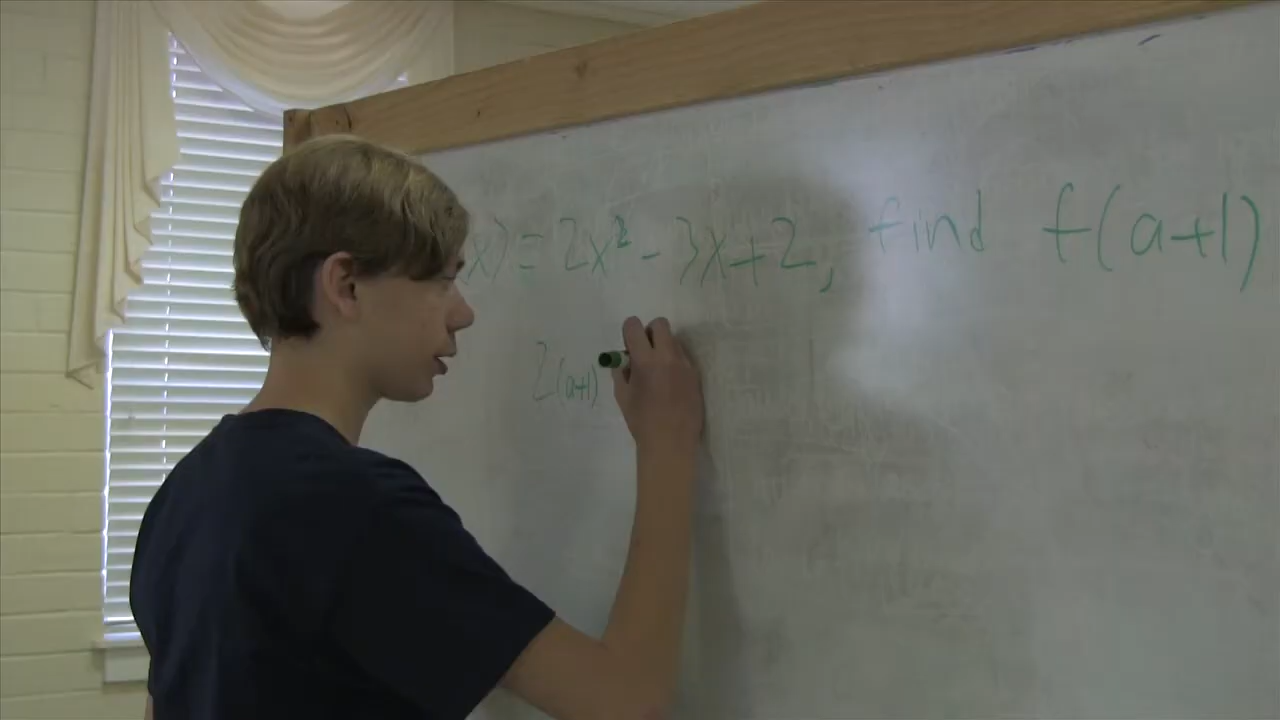 x) = 2x² - 3x + 2, find f(a+1)
2(a+1)